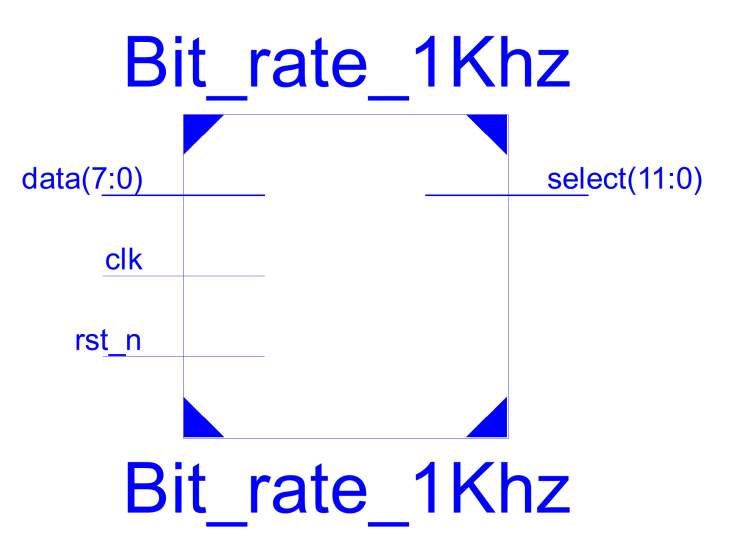 Bit_rate_1Khz
data(7:0)
select(11:0)
clk
rst_n
Bit_rate_1Khz